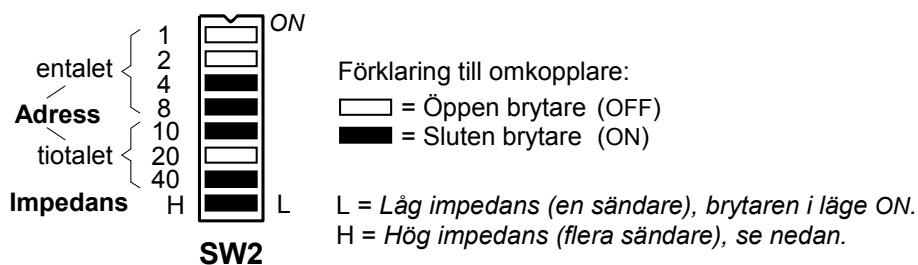 ON
1
entalet
2
4
8
Adress
10
tiotalet
20
40
Impedans H L
SW2
Förklaring till omkopplare:
= Öppen brytare (OFF)
= Sluten brytare (ON)
L = Låg impedans (en sändare), brytaren i läge ON.
H = Hög impedans (flera sändare), se nedan.